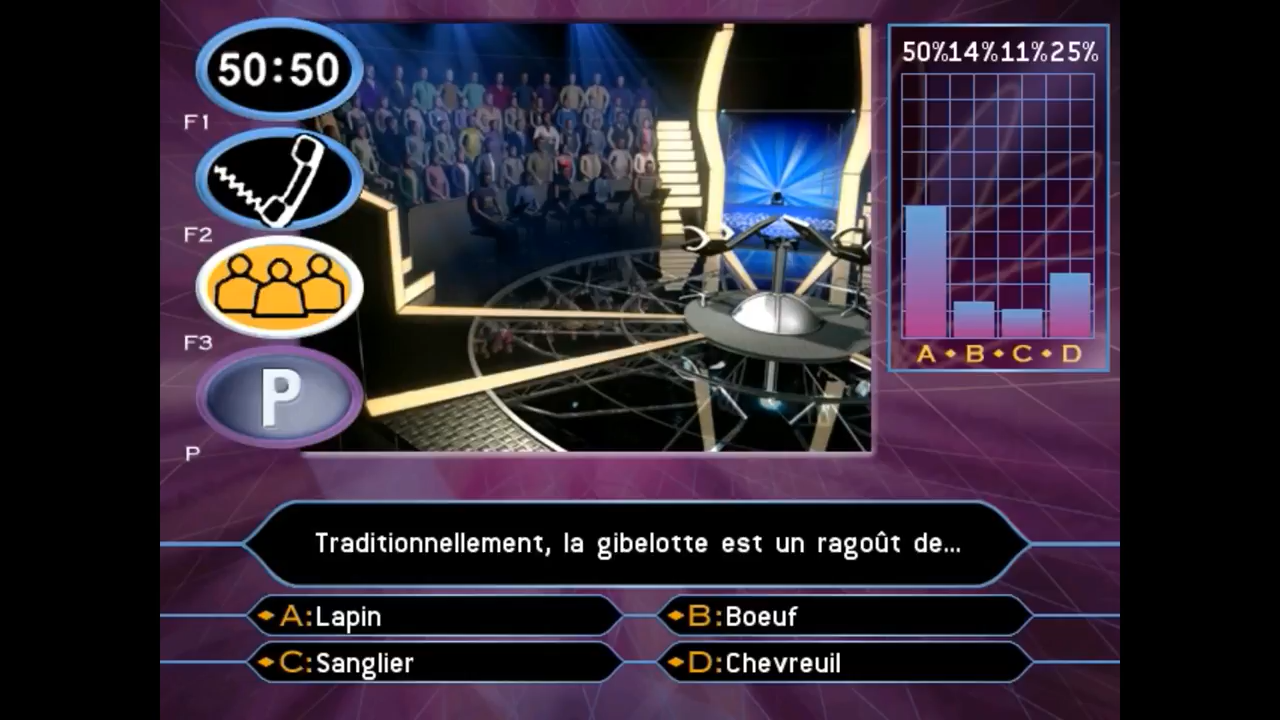 50:50
F1
F2
F3
P
P
50%14%11%25%
A B C D
Traditionnellement, la gibelotte est un ragoût de...
A:Lapin
B:Boeuf
C:Sanglier
D:Chevreuil